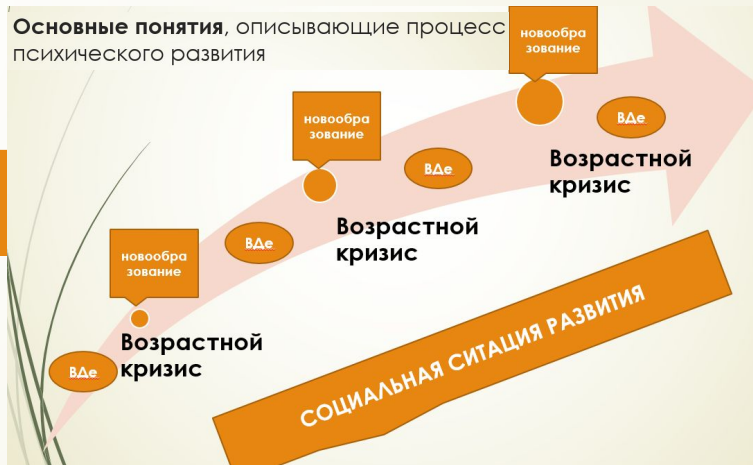 Основные понятия, описывающие процесс
психического развития
новообра
зование
ВДе
новообра
зование
ВДе
Возрастной
кризис
Возрастной
кризис
ВДе
новообра
зование
Возрастной
кризис
ВДе
СОЦИАЛЬНАЯ СИТАЦИЯ РАЗВИТИЯ